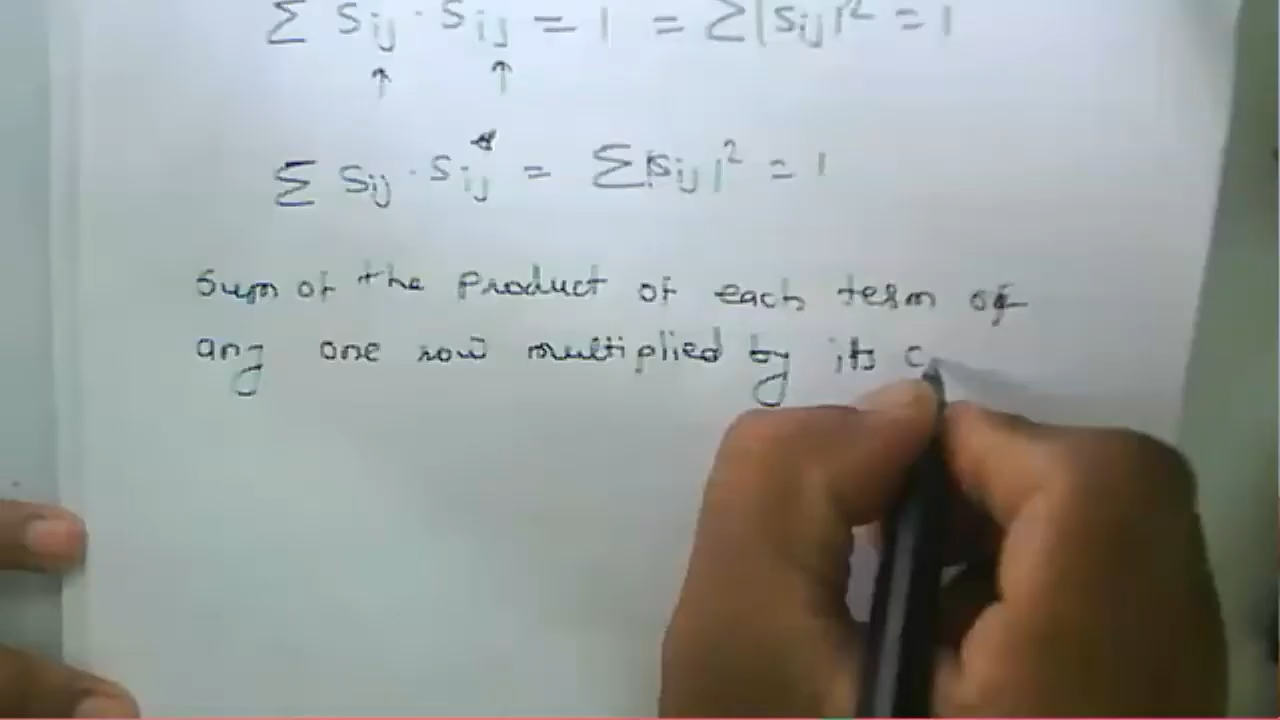 Σ Sij · Sij = 1 = Σ|Sij|² = 1
↑ ↑
Σ Sij · Sij* = Σ|Sij|² = 1
Sum of the Product of each term of
any one row multiplied by its c